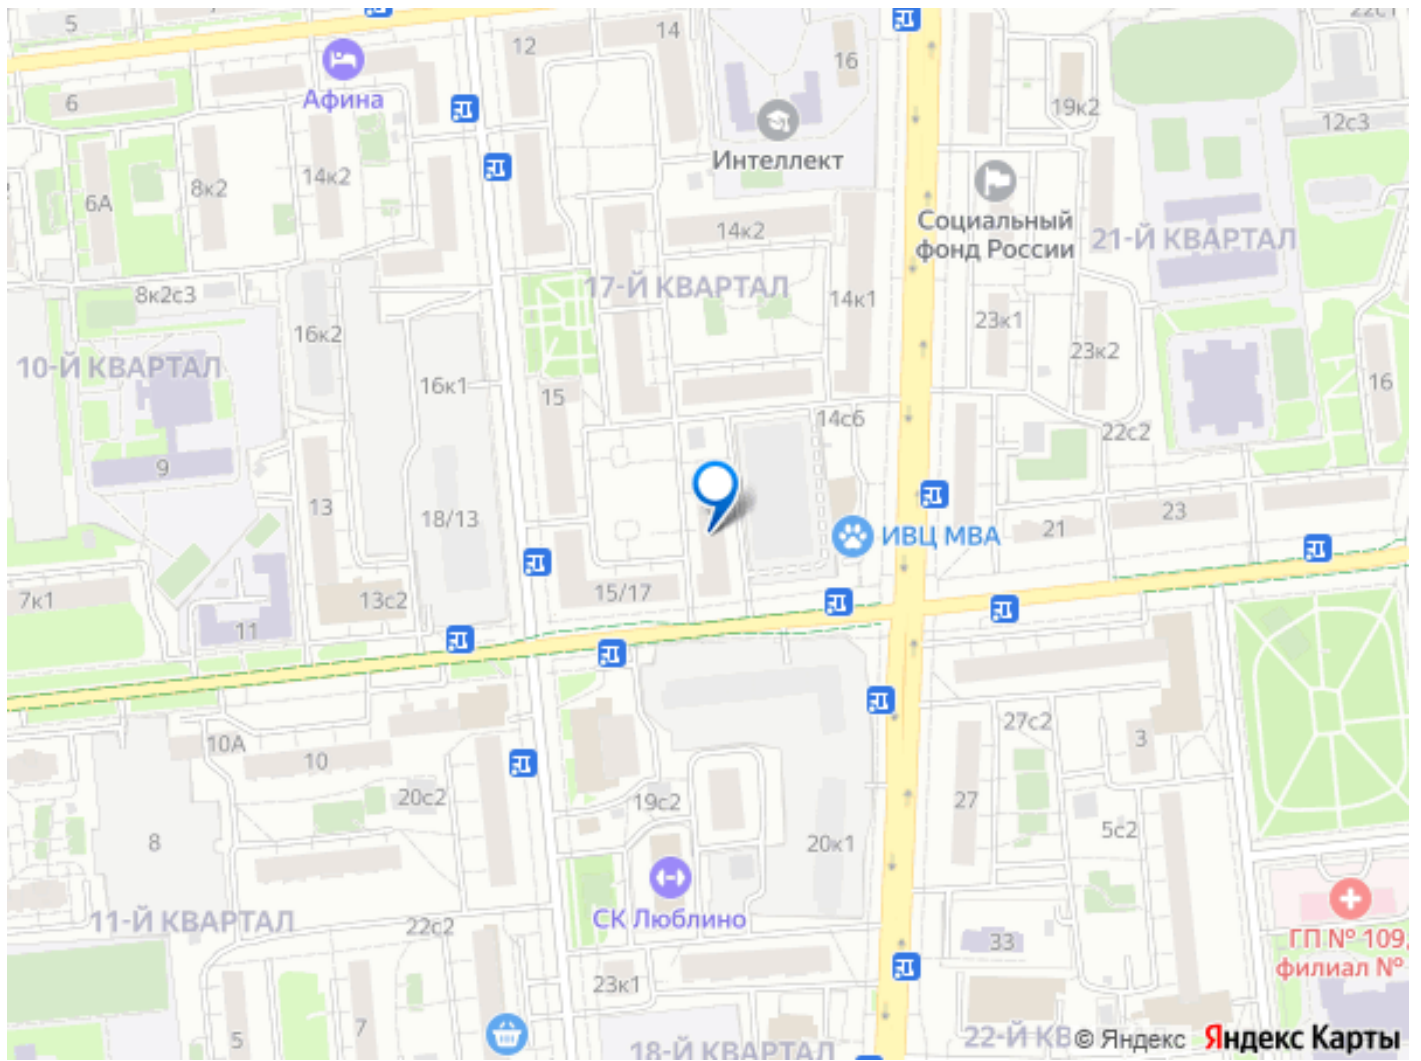 5
14
12
16
Афина
6
19к2
12с3
Интеллект
14к2
8к2
6А
Социальный
фонд России
14к2
21-Й КВАРТАЛ
17-Й КВАРТАЛ
8к2с3
14к1
16к2
23к1
23к2
10-Й КВАРТАЛ
16к1
15
16
14с6
22с2
9
13
18/13
23
21
ИВЦ МВА
7к1
13с2
15/17
11
27с2
3
10А
10
20с2
19с2
27
8
20к1
5с2
СК Люблино
11-Й КВАРТАЛ
22с2
33
ГП № 109,
филиал №
23к1
5
7
22-Й КВ
© Яндекс
Яндекс Карты
18-Й КВАРТАЛ